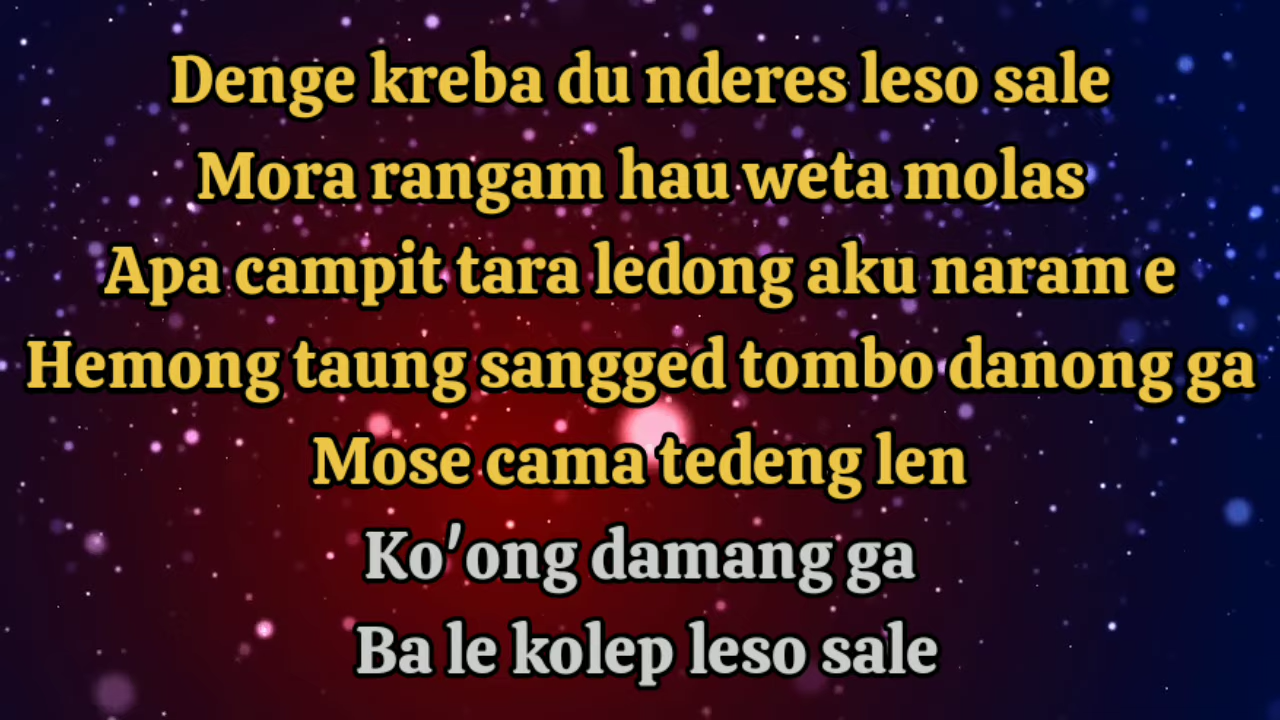 Denge kreba du nderes leso sale
Mora rangam hau weta molas
Apa campit tara ledong aku naram e
Hemong taung sangged tombo danong ga
Mose cama tedeng len
Ko'ong damang ga
Ba le kolep leso sale